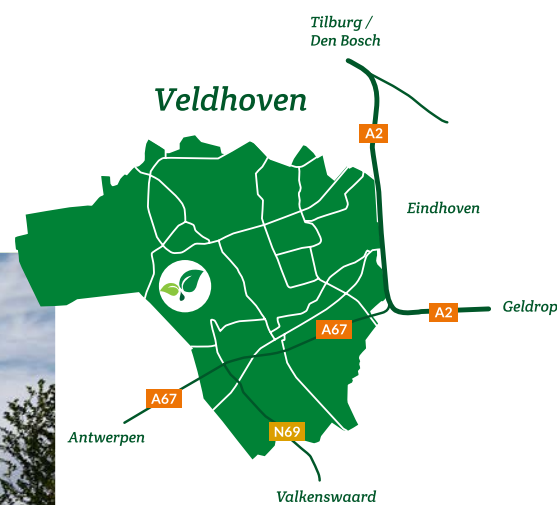 Tilburg /
Den Bosch
Veldhoven
A2
Eindhoven
Geldrop
A2
A67
A67
Antwerpen
N69
Valkenswaard